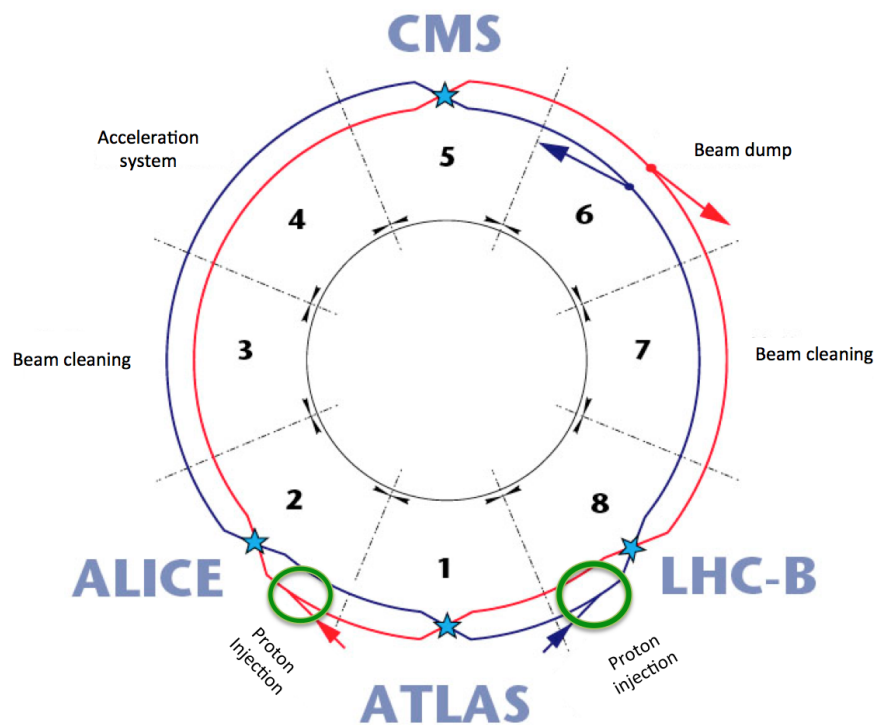 CMS
Acceleration
system
Beam dump
5
4
6
Beam cleaning
3
7
Beam cleaning
2
8
1
ALICE
LHC-B
Proton
Injection
Proton
injection
ATLAS